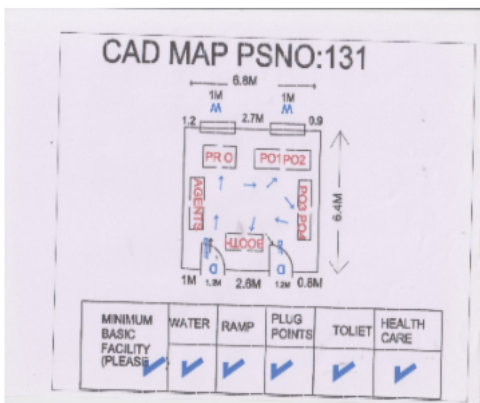 CAD MAP PSNO:131
6.6M
1M 1M
W W
1.2 2.7M 0.9
PRO PO1 PO2
AGENTS
PO3 PO4
6.4M
BOOTH
D D
1M 1.2M 2.6M 1.2M 0.8M
MINIMUM
BASIC
FACILITY
(PLEASE
WATER
RAMP
PLUG
POINTS
TOLIET
HEALTH
CARE